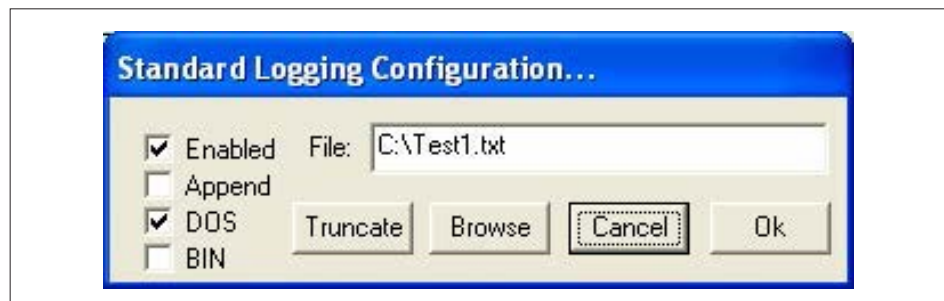 Standard Logging Configuration...
Enabled
File: C:\Test1.txt
Append
DOS
Truncate Browse Cancel Ok
BIN